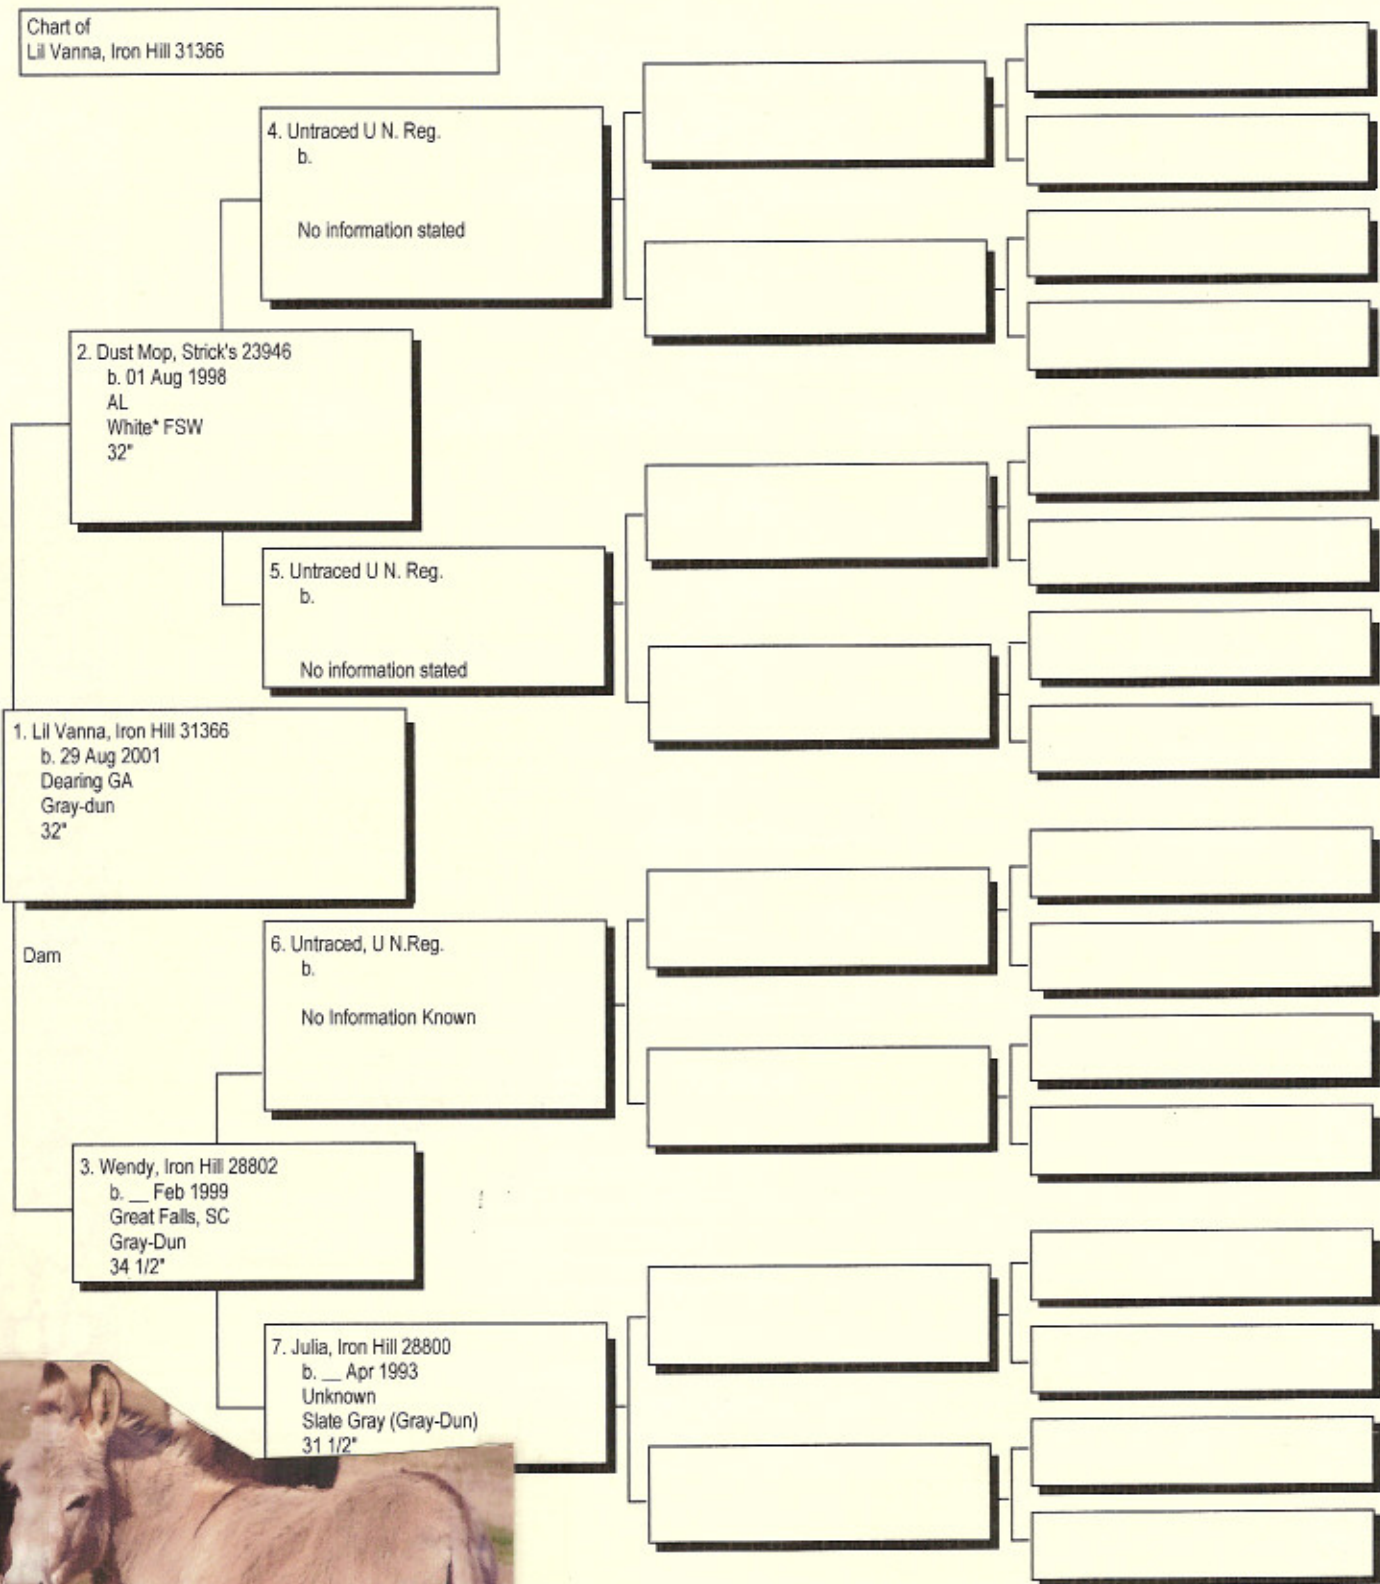 Chart of
Lil Vanna, Iron Hill 31366
4. Untraced U N. Reg.
b.
No information stated
2. Dust Mop, Strick's 23946
b. 01 Aug 1998
AL
White* FSW
32"
5. Untraced U N. Reg.
b.
No information stated
1. Lil Vanna, Iron Hill 31366
b. 29 Aug 2001
Dearing GA
Gray-dun
32"
Dam
6. Untraced, U N.Reg.
b.
No Information Known
3. Wendy, Iron Hill 28802
b. __ Feb 1999
Great Falls, SC
Gray-Dun
34 1/2"
7. Julia, Iron Hill 28800
b. __ Apr 1993
Unknown
Slate Gray (Gray-Dun)
31 1/2"